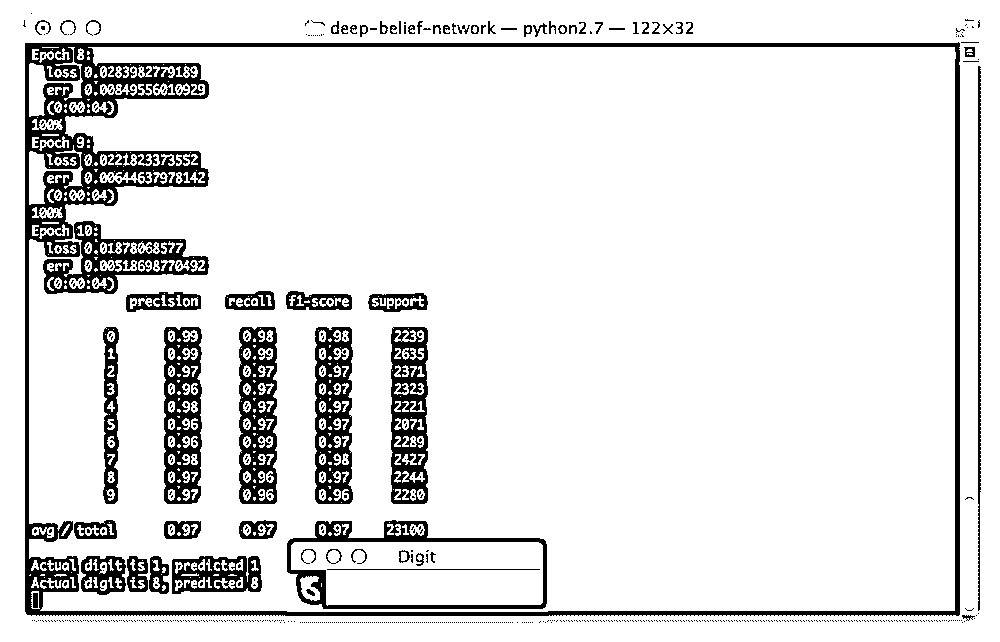 deep-belief-network — python2.7 — 122×32
Epoch 8:
loss 0.0283982779189
err 0.00849556010929
(0:00:04)
100%
Epoch 9:
loss 0.0221823373552
err 0.00644637978142
(0:00:04)
100%
Epoch 10:
loss 0.01878068577
err 0.00518698770492
(0:00:04)
precision recall f1-score support
0 0.99 0.98 0.98 2239
1 0.99 0.99 0.99 2635
2 0.97 0.97 0.97 2371
3 0.96 0.97 0.97 2323
4 0.98 0.97 0.97 2221
5 0.96 0.97 0.97 2071
6 0.96 0.99 0.97 2289
7 0.98 0.97 0.98 2427
8 0.97 0.96 0.97 2244
9 0.97 0.96 0.96 2280
avg / total 0.97 0.97 0.97 23100
Digit
Actual digit is 1, predicted 1
Actual digit is 8, predicted 8